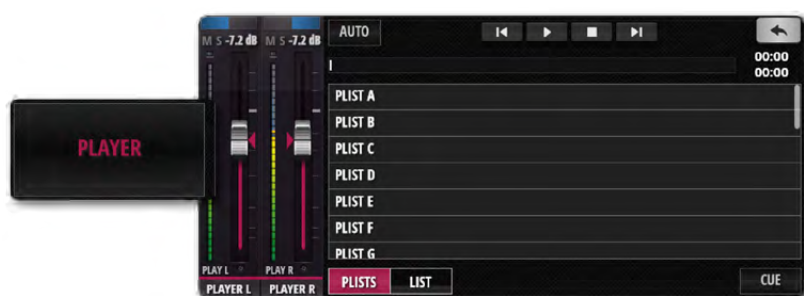 PLAYER
M S -7.2 dB M S -7.2 dB
PLAY L PLAY R
PLAYER L PLAYER R
AUTO
00:00
00:00
PLIST A
PLIST B
PLIST C
PLIST D
PLIST E
PLIST F
PLIST G
PLISTS LIST CUE